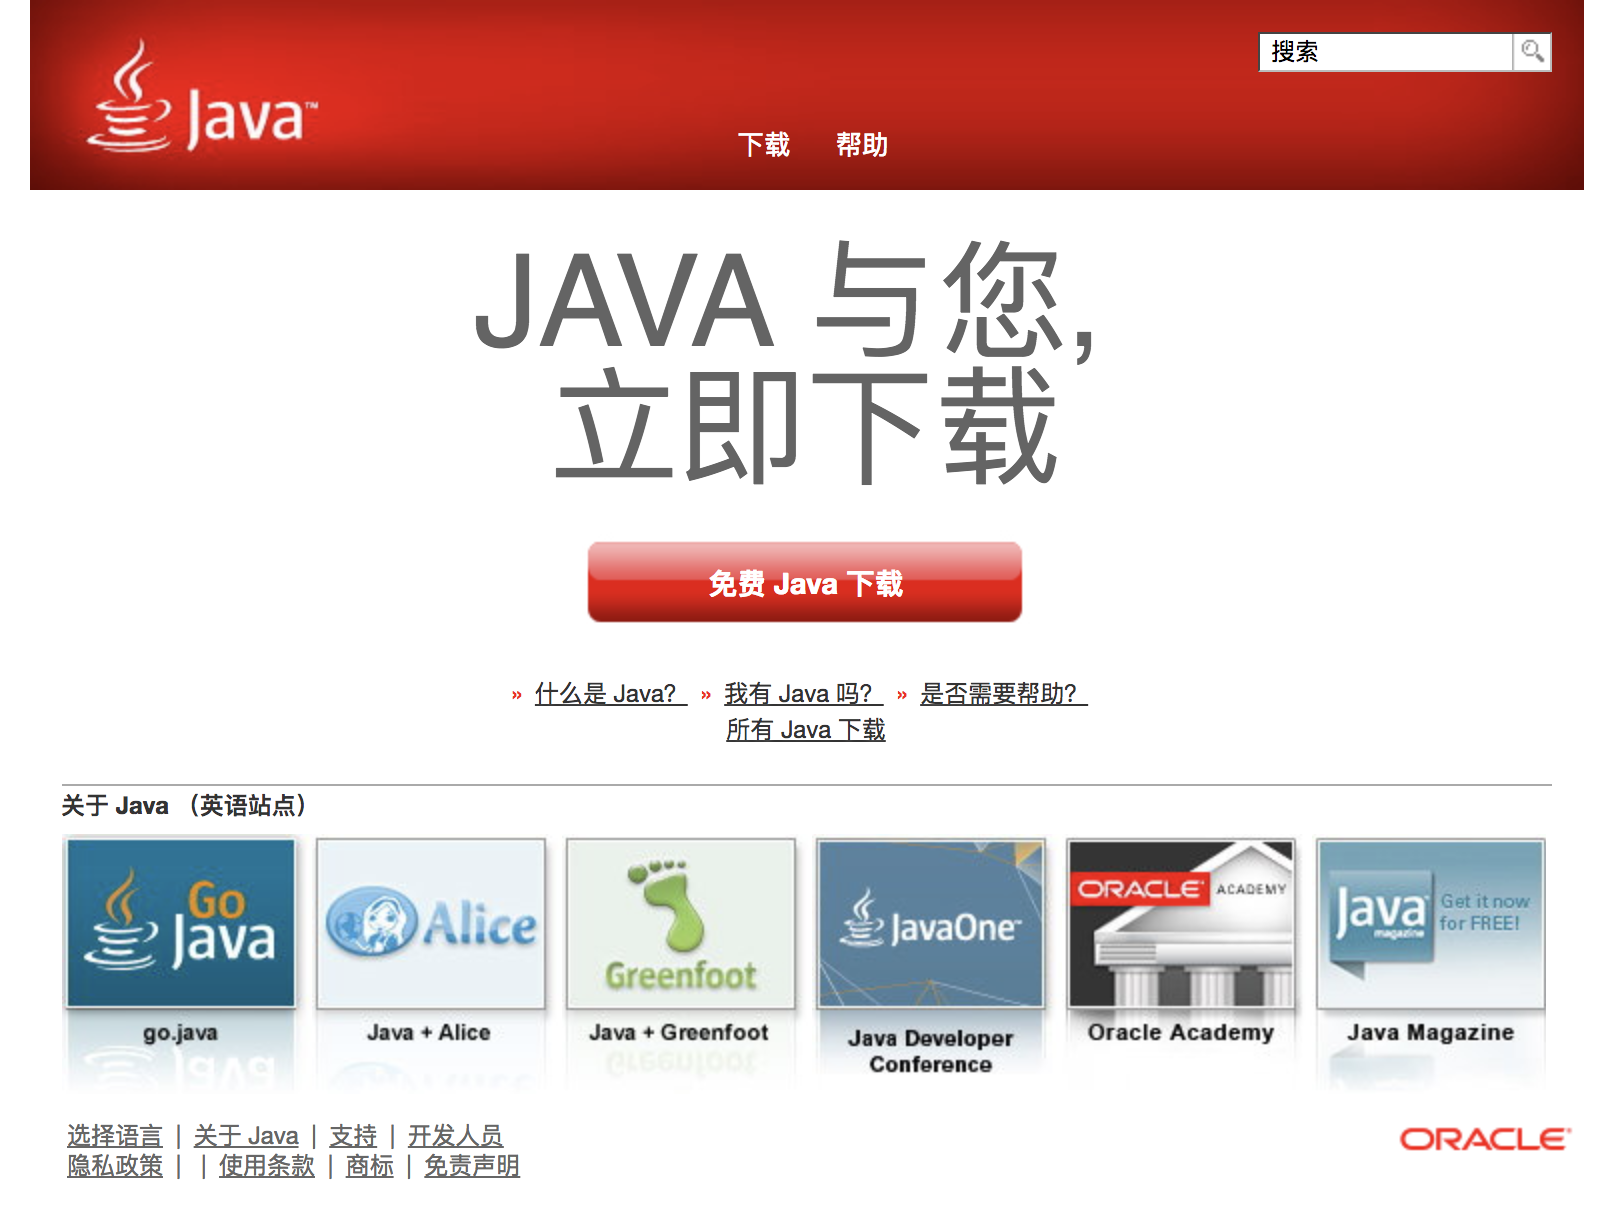 Java™
搜索
下载 帮助
JAVA 与您,
立即下载
免费 Java 下载
» 什么是 Java? » 我有 Java 吗? » 是否需要帮助?
所有 Java 下载
关于 Java （英语站点）
Go
Java
Alice
Greenfoot
JavaOne™
ORACLE® ACADEMY
Java magazine
Get it now
for FREE!
go.java
Java + Alice
Java + Greenfoot
Java Developer
Conference
Oracle Academy
Java Magazine
选择语言 | 关于 Java | 支持 | 开发人员
隐私政策 | | 使用条款 | 商标 | 免责声明
ORACLE®